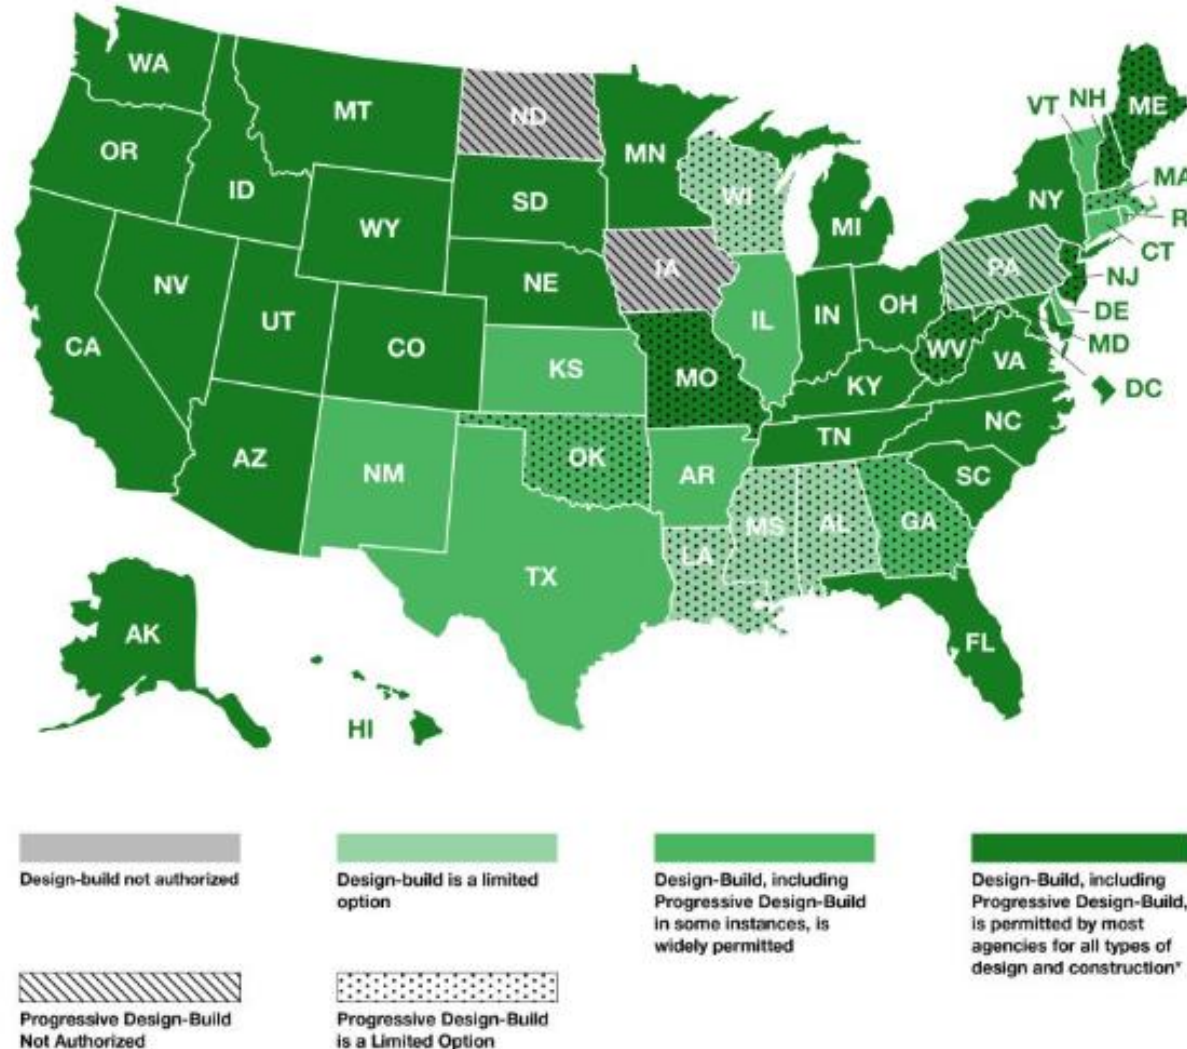 WA
MT
ND
MN
VT
NH
ME
OR
ID
SD
WI
MI
NY
MA
R
WY
CT
NV
NE
IA
PA
NJ
UT
IL
IN
OH
DE
CA
CO
KS
MO
WV
VA
MD
KY
DC
AZ
NM
OK
AR
TN
NC
SC
MS
AL
GA
LA
TX
AK
FL
HI
Design-build not authorized
Design-build is a limited
option
Design-Build, including
Progressive Design-Build
in some instances, is
widely permitted
Design-Build, including
Progressive Design-Build,
is permitted by most
agencies for all types of
design and construction*
Progressive Design-Build
Not Authorized
Progressive Design-Build
is a Limited Option